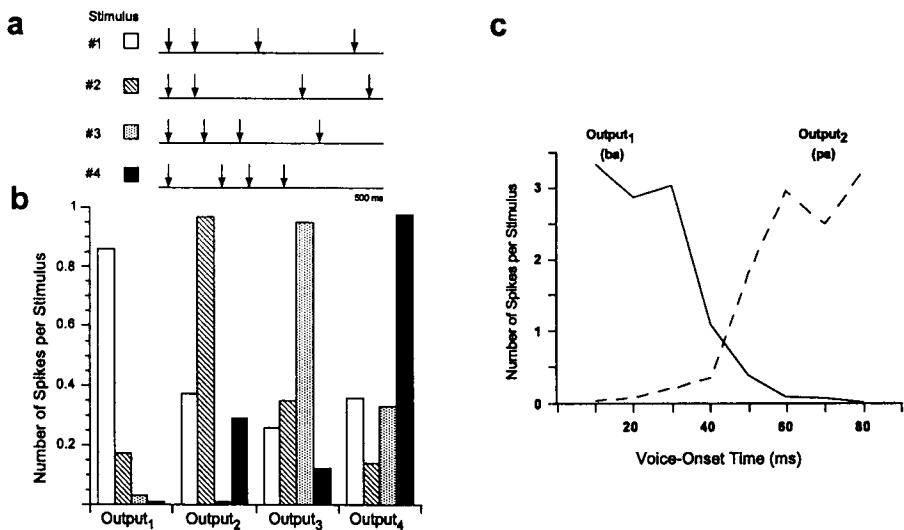 a
Stimulus
#1
#2
#3
#4
500 ms
b
Number of Spikes per Stimulus
1
0.8
0.6
0.4
0.2
Output1
Output2
Output3
Output4
c
Output1
(ba)
Output2
(pa)
Number of Spikes per Stimulus
3
2
1
0
20
40
60
80
Voice-Onset Time (ms)